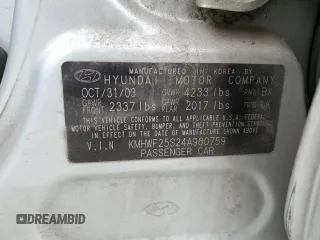 MANUFACTURED IN KOREA BY
HYUNDAI MOTOR COMPANY
OCT/31/03 GVWR 4233 lbs
GAWR FRONT 2337 lbs GAWR 2017 lbs
THIS VEHICLE CONFORMS TO ALL APPLICABLE U.S. FEDERAL
MOTOR VEHICLE SAFETY, BUMPER, AND THEFT PREVENTION STANDARDS
IN EFFECT ON THE DATE OF MANUFACTURE SHOWN ABOVE.
V.I.N KMHWF25S24A980759
PASSENGER CAR
DREAMBID